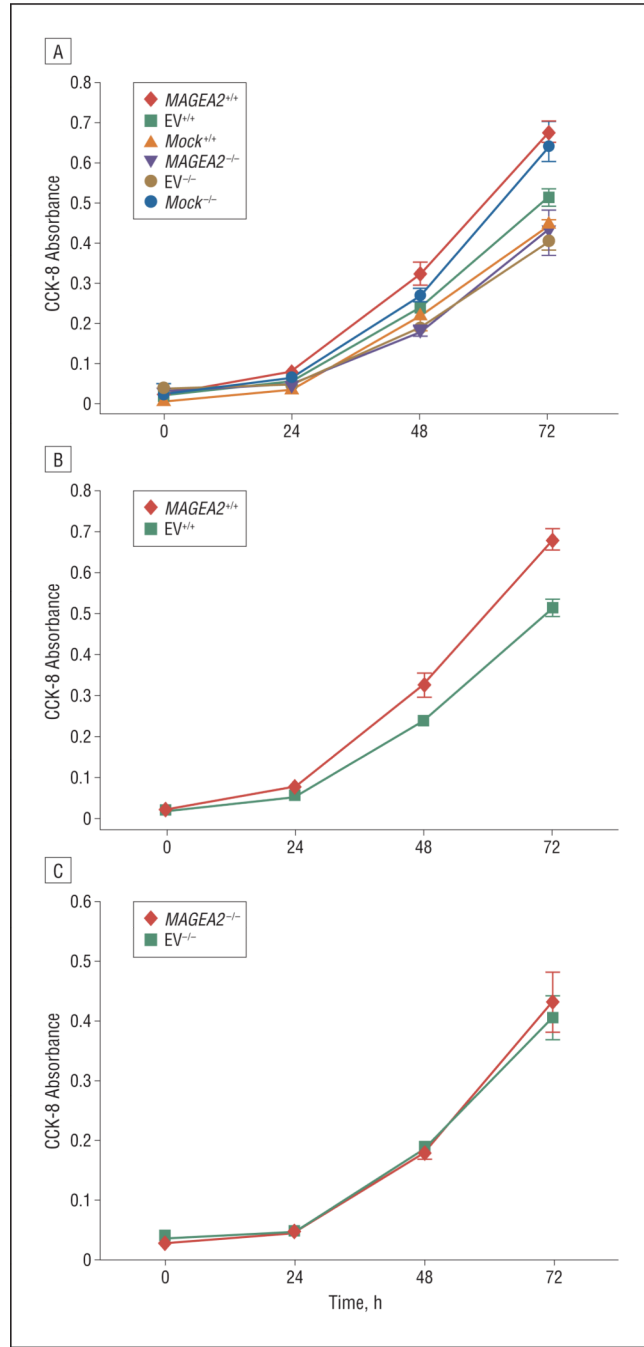 A
0.8
0.7
0.6
0.5
0.4
0.3
0.2
0.1
0
CCK-8 Absorbance
MAGEA2+/+
EV+/+
Mock+/+
MAGEA2−/−
EV−/−
Mock−/−
0 24 48 72
B
0.8
0.7
0.6
0.5
0.4
0.3
0.2
0.1
0
CCK-8 Absorbance
MAGEA2+/+
EV+/+
0 24 48 72
C
0.6
0.5
0.4
0.3
0.2
0.1
0
CCK-8 Absorbance
MAGEA2−/−
EV−/−
0 24 48 72
Time, h